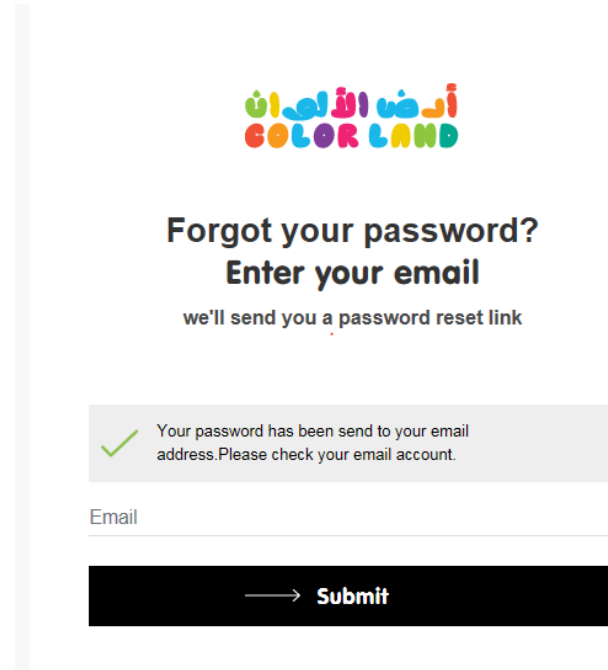 أرض الألوان
COLOR LAND
Forgot your password?
Enter your email
we'll send you a password reset link
Your password has been send to your email
address.Please check your email account.
Email
Submit